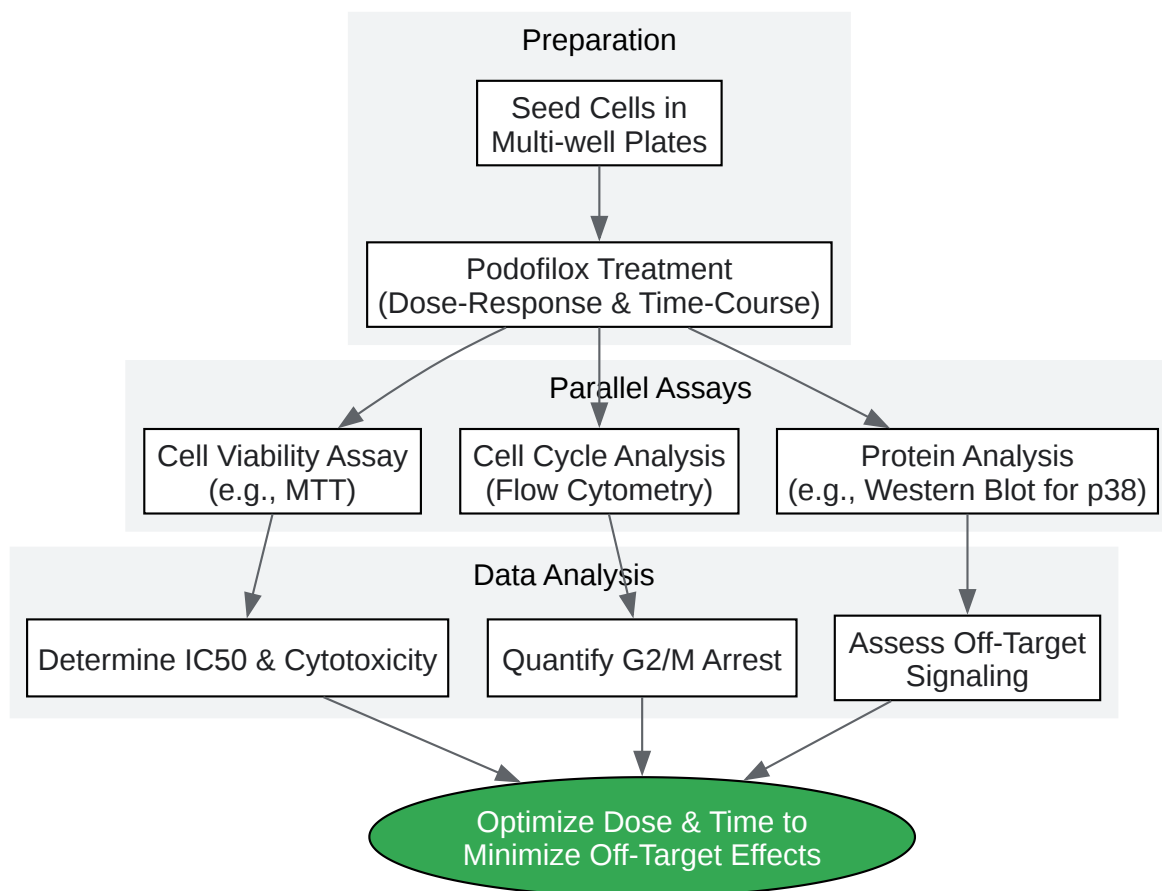 Preparation
Seed Cells in
Multi-well Plates
Podofilox Treatment
(Dose-Response & Time-Course)
Parallel Assays
Cell Viability Assay
(e.g., MTT)
Cell Cycle Analysis
(Flow Cytometry)
Protein Analysis
(e.g., Western Blot for p38)
Data Analysis
Determine IC50 & Cytotoxicity
Quantify G2/M Arrest
Assess Off-Target
Signaling
Optimize Dose & Time to
Minimize Off-Target Effects